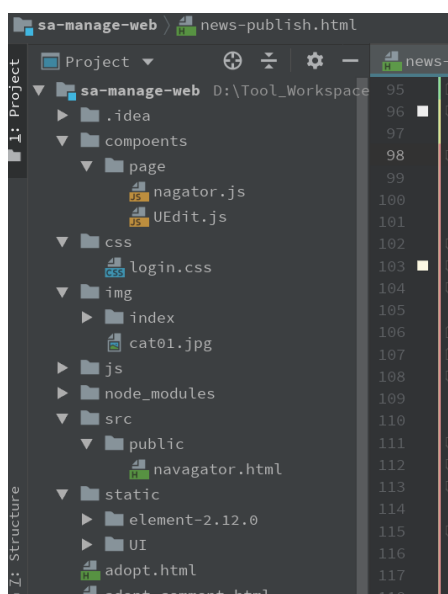 sa-manage-web 〉 news-publish.html
1: Project
Project
news-
sa-manage-web D:\Tool_Workspace
.idea
compoents
page
nagator.js
UEdit.js
css
login.css
img
index
cat01.jpg
js
node_modules
src
public
navagator.html
static
element-2.12.0
UI
adopt.html
95
96
97
98
99
100
101
102
103
104
105
106
107
108
109
110
111
112
113
114
115
116
117
Z: Structure